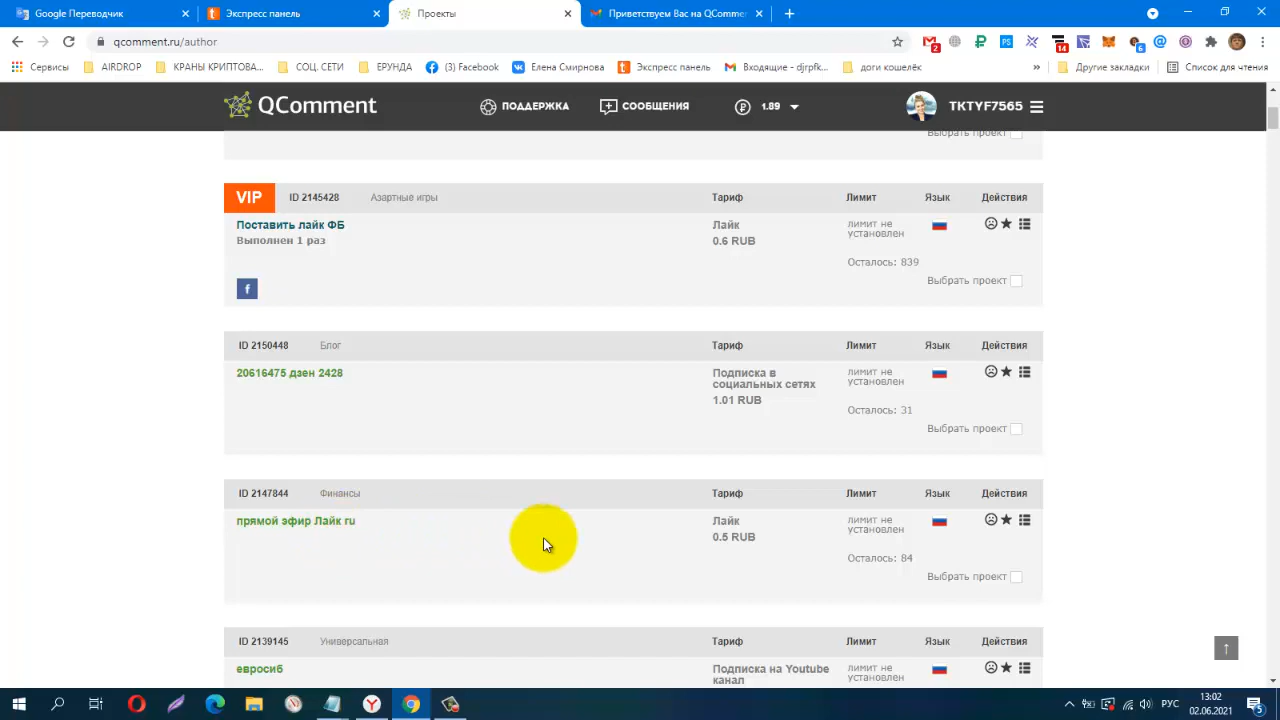 Google Переводчик
Экспресс панель
Проекты
Приветствуем Вас на QCommer
qcomment.ru/author
2
PS
14
6
Сервисы
AIRDROP
КРАНЫ КРИПТОВА...
СОЦ. СЕТИ
ЕРУНДА
(3) Facebook
Елена Смирнова
Экспресс панель
Входящие - djrpfk...
доги кошелёк
»
Другие закладки
Список для чтения
QComment
ПОДДЕРЖКА
СООБЩЕНИЯ
1.89
TKTYF7565
Выбрать проект
VIP
ID 2145428
Азартные игры
Тариф
Лимит
Язык
Действия
Поставить лайк ФБ
Выполнен 1 раз
Лайк
0.6 RUB
лимит не
установлен
Осталось: 839
Выбрать проект
ID 2150448
Блог
Тариф
Лимит
Язык
Действия
20616475 дзен 2428
Подписка в
социальных сетях
1.01 RUB
лимит не
установлен
Осталось: 31
Выбрать проект
ID 2147844
Финансы
Тариф
Лимит
Язык
Действия
прямой эфир Лайк ru
Лайк
0.5 RUB
лимит не
установлен
Осталось: 84
Выбрать проект
ID 2139145
Универсальная
Тариф
Лимит
Язык
Действия
евросиб
Подписка на Youtube
канал
лимит не
установлен
РУС
13:02
02.06.2021
5